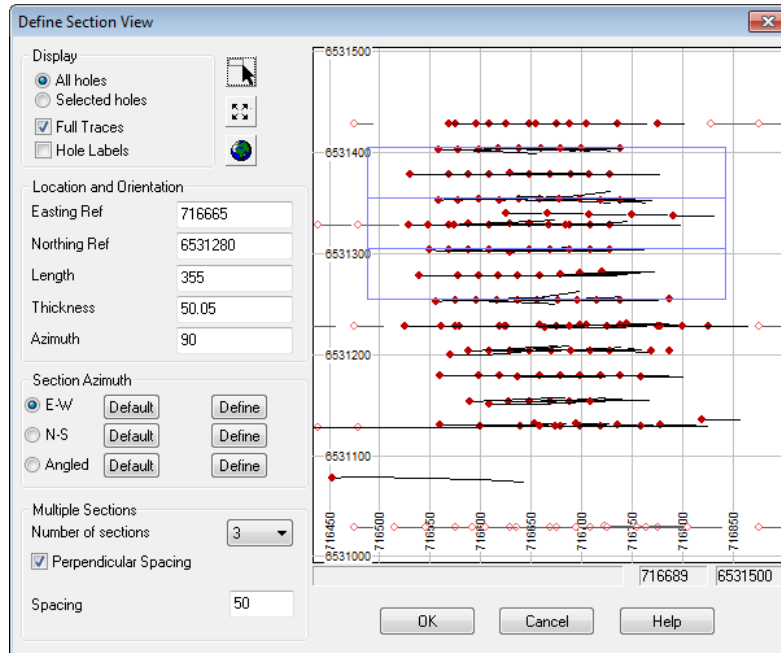 Define Section View
Display
All holes
Selected holes
Full Traces
Hole Labels
Location and Orientation
Easting Ref 716665
Northing Ref 6531280
Length 355
Thickness 50.05
Azimuth 90
Section Azimuth
E-W Default Define
N-S Default Define
Angled Default Define
Multiple Sections
Number of sections 3
Perpendicular Spacing
Spacing 50
6531500
6531400
6531300
6531200
6531100
6531000
716450 716500 716550 716600 716650 716700 716750 716800 716850
716689 6531500
OK Cancel Help